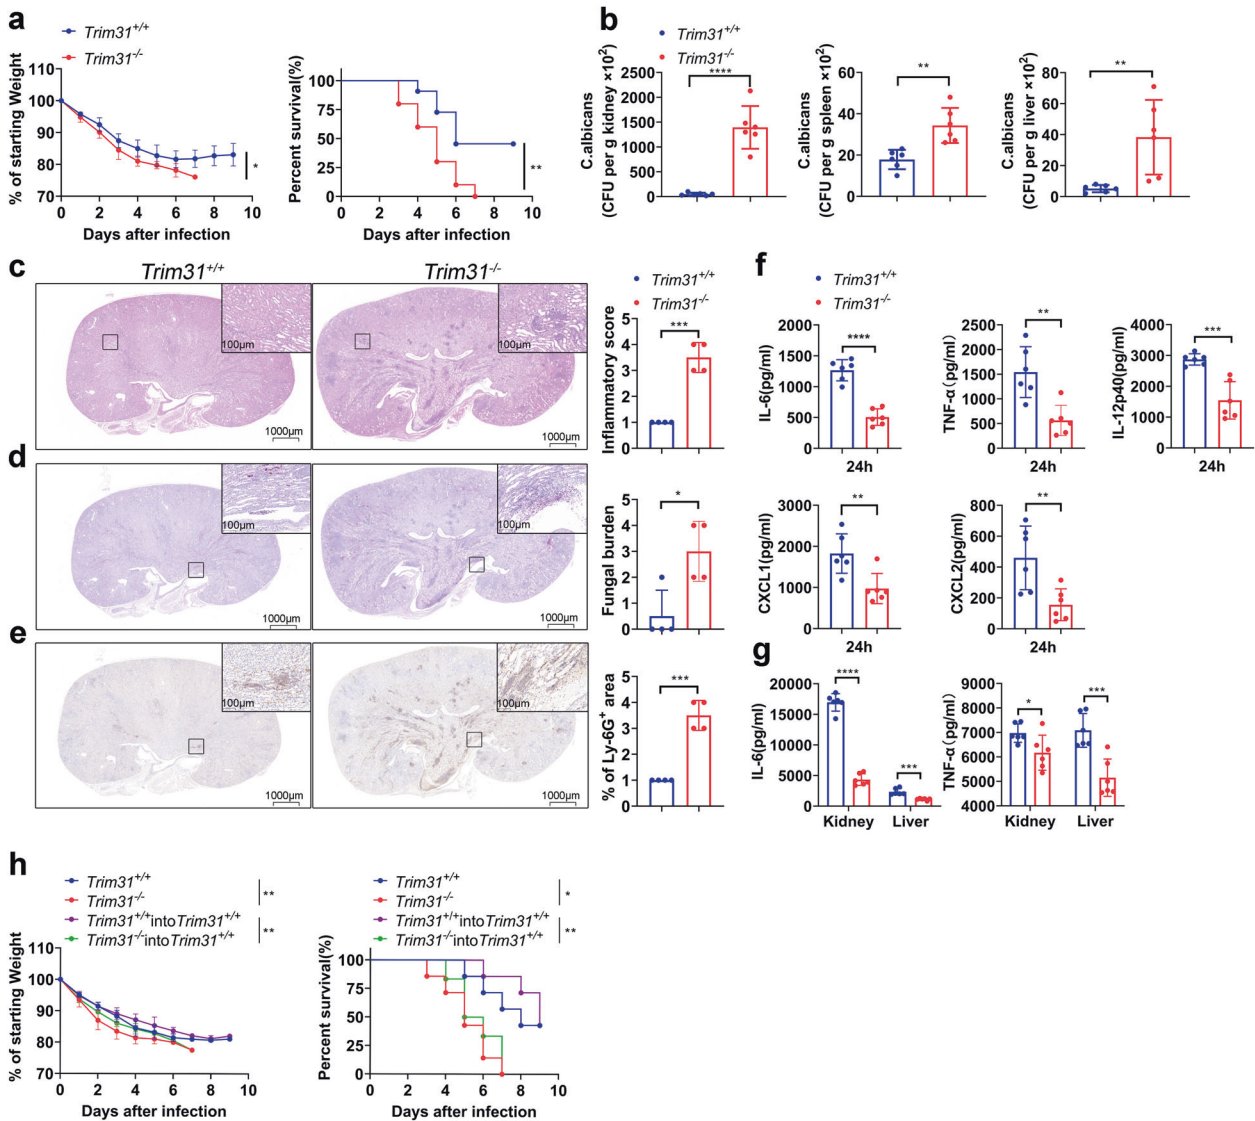 a
Trim31+/+
Trim31-/-
% of starting Weight
110
100
90
80
70
0 2 4 6 8 10
Days after infection
*
Percent survival(%)
100
75
50
25
0
0 2 4 6 8 10
Days after infection
**
b
Trim31+/+
Trim31-/-
C.albicans
(CFU per g kidney ×10²)
2500
2000
1500
1000
500
0
****
C.albicans
(CFU per g spleen ×10²)
60
40
20
0
**
C.albicans
(CFU per g liver ×10²)
80
60
40
20
0
**
c
Trim31+/+
Trim31-/-
100μm
1000μm
100μm
1000μm
Trim31+/+
Trim31-/-
Inflammatory score
5
4
3
2
1
0
***
d
100μm
1000μm
100μm
1000μm
Fungal burden
5
4
3
2
1
0
*
e
100μm
1000μm
100μm
1000μm
% of Ly-6G+ area
5
4
3
2
1
0
***
f
Trim31+/+
Trim31-/-
IL-6(pg/ml)
2000
1500
1000
500
0
****
24h
TNF-α(pg/ml)
2500
2000
1500
1000
500
0
**
24h
IL-12p40(pg/ml)
4000
3000
2000
1000
0
***
24h
CXCL1(pg/ml)
3000
2000
1000
0
**
24h
CXCL2(pg/ml)
800
600
400
200
0
**
24h
g
IL-6(pg/ml)
20000
15000
10000
5000
0
****
***
Kidney Liver
TNF-α(pg/ml)
9000
8000
7000
6000
5000
4000
*
***
Kidney Liver
h
Trim31+/+
Trim31-/-
**
Trim31+/+intoTrim31+/+
Trim31-/-intoTrim31+/+
**
% of starting Weight
110
100
90
80
70
0 2 4 6 8 10
Days after infection
Trim31+/+
Trim31-/-
*
Trim31+/+intoTrim31+/+
Trim31-/-intoTrim31+/+
**
Percent survival(%)
100
75
50
25
0
0 2 4 6 8 10
Days after infection